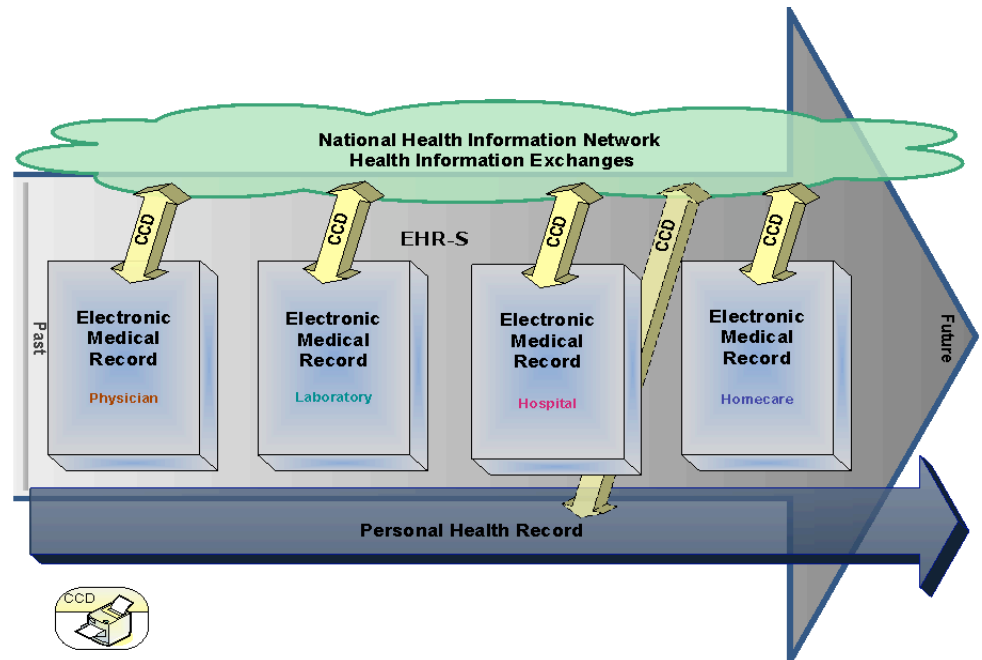 National Health Information Network
Health Information Exchanges
CCD
CCD
CCD
CCD
CCD
EHR-S
Past
Electronic
Medical
Record
Physician
Electronic
Medical
Record
Laboratory
Electronic
Medical
Record
Hospital
Electronic
Medical
Record
Homecare
Future
Personal Health Record
CCD